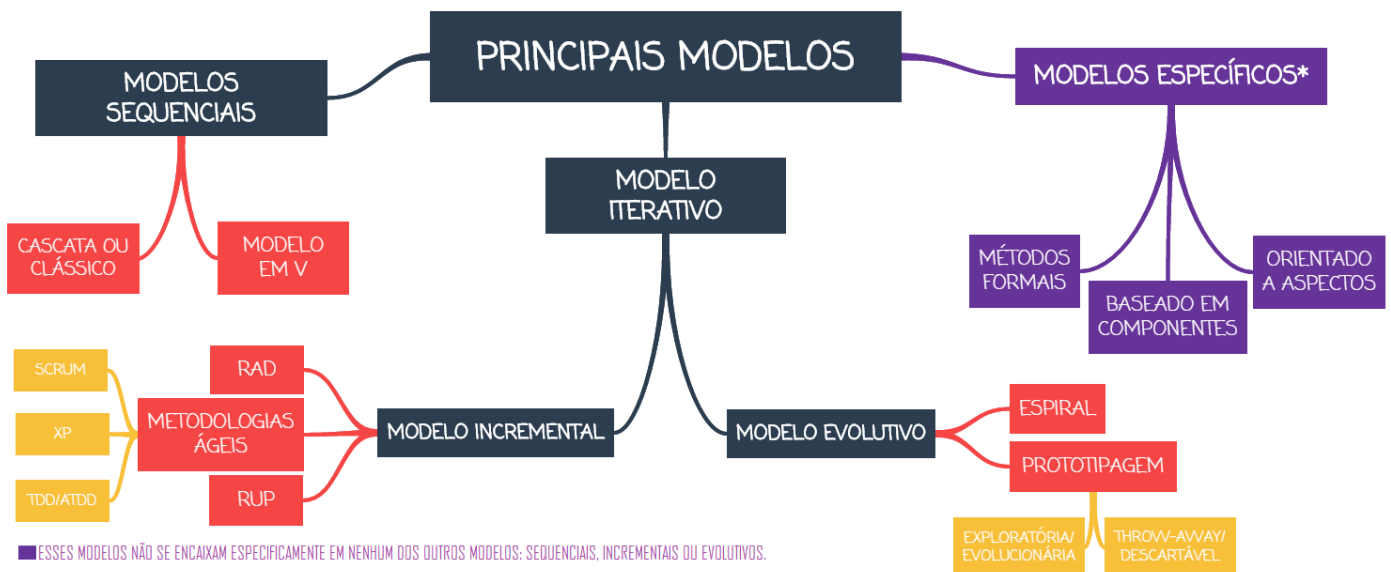 PRINCIPAIS MODELOS
MODELOS
SEQUENCIAIS
MODELOS ESPECÍFICOS*
MODELO
ITERATIVO
CASCATA OU
CLÁSSICO
MODELO
EM V
MÉTODOS
FORMAIS
BASEADO EM
COMPONENTES
ORIENTADO
A ASPECTOS
SCRUM
XP
TDD/ATDD
RAD
METODOLOGIAS
ÁGEIS
RUP
MODELO INCREMENTAL
MODELO EVOLUTIVO
ESPIRAL
PROTOTIPAGEM
EXPLORATÓRIA/
EVOLUCIONÁRIA
THROW-AWAY/
DESCARTÁVEL
ESSES MODELOS NÃO SE ENCAIXAM ESPECIFICAMENTE EM NENHUM DOS OUTROS MODELOS: SEQUENCIAIS, INCREMENTAIS OU EVOLUTIVOS.